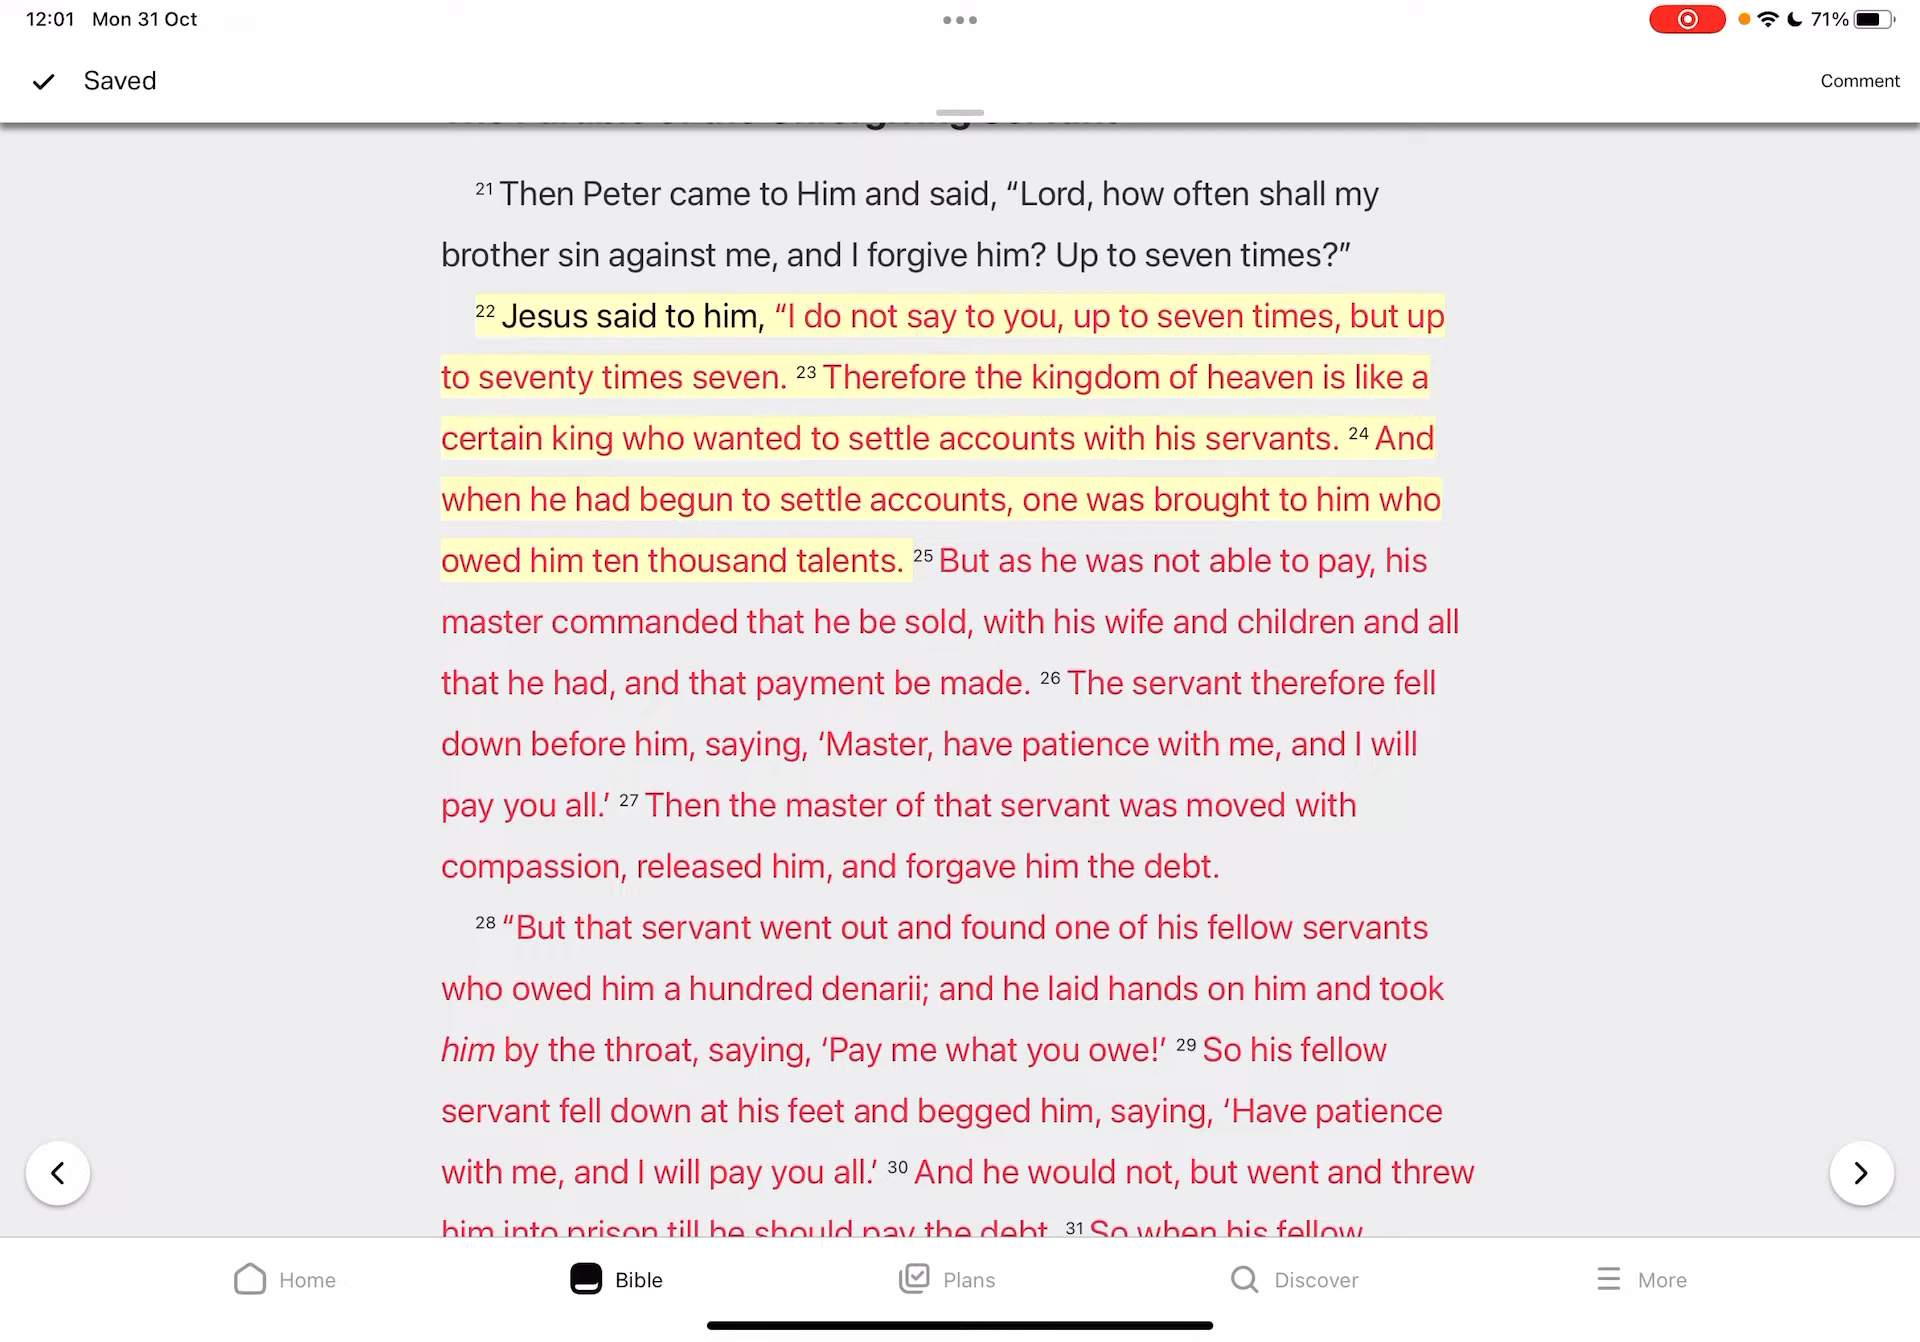 12:01 Mon 31 Oct
71%
Saved
Comment
The Parable of the Unforgiving Servant
21 Then Peter came to Him and said, “Lord, how often shall my
brother sin against me, and I forgive him? Up to seven times?”
22 Jesus said to him, “I do not say to you, up to seven times, but up
to seventy times seven. 23 Therefore the kingdom of heaven is like a
certain king who wanted to settle accounts with his servants. 24 And
when he had begun to settle accounts, one was brought to him who
owed him ten thousand talents. 25 But as he was not able to pay, his
master commanded that he be sold, with his wife and children and all
that he had, and that payment be made. 26 The servant therefore fell
down before him, saying, ‘Master, have patience with me, and I will
pay you all.’ 27 Then the master of that servant was moved with
compassion, released him, and forgave him the debt.
28 “But that servant went out and found one of his fellow servants
who owed him a hundred denarii; and he laid hands on him and took
him by the throat, saying, ‘Pay me what you owe!’ 29 So his fellow
servant fell down at his feet and begged him, saying, ‘Have patience
with me, and I will pay you all.’ 30 And he would not, but went and threw
him into prison till he should pay the debt. 31 So when his fellow
Home
Bible
Plans
Discover
More